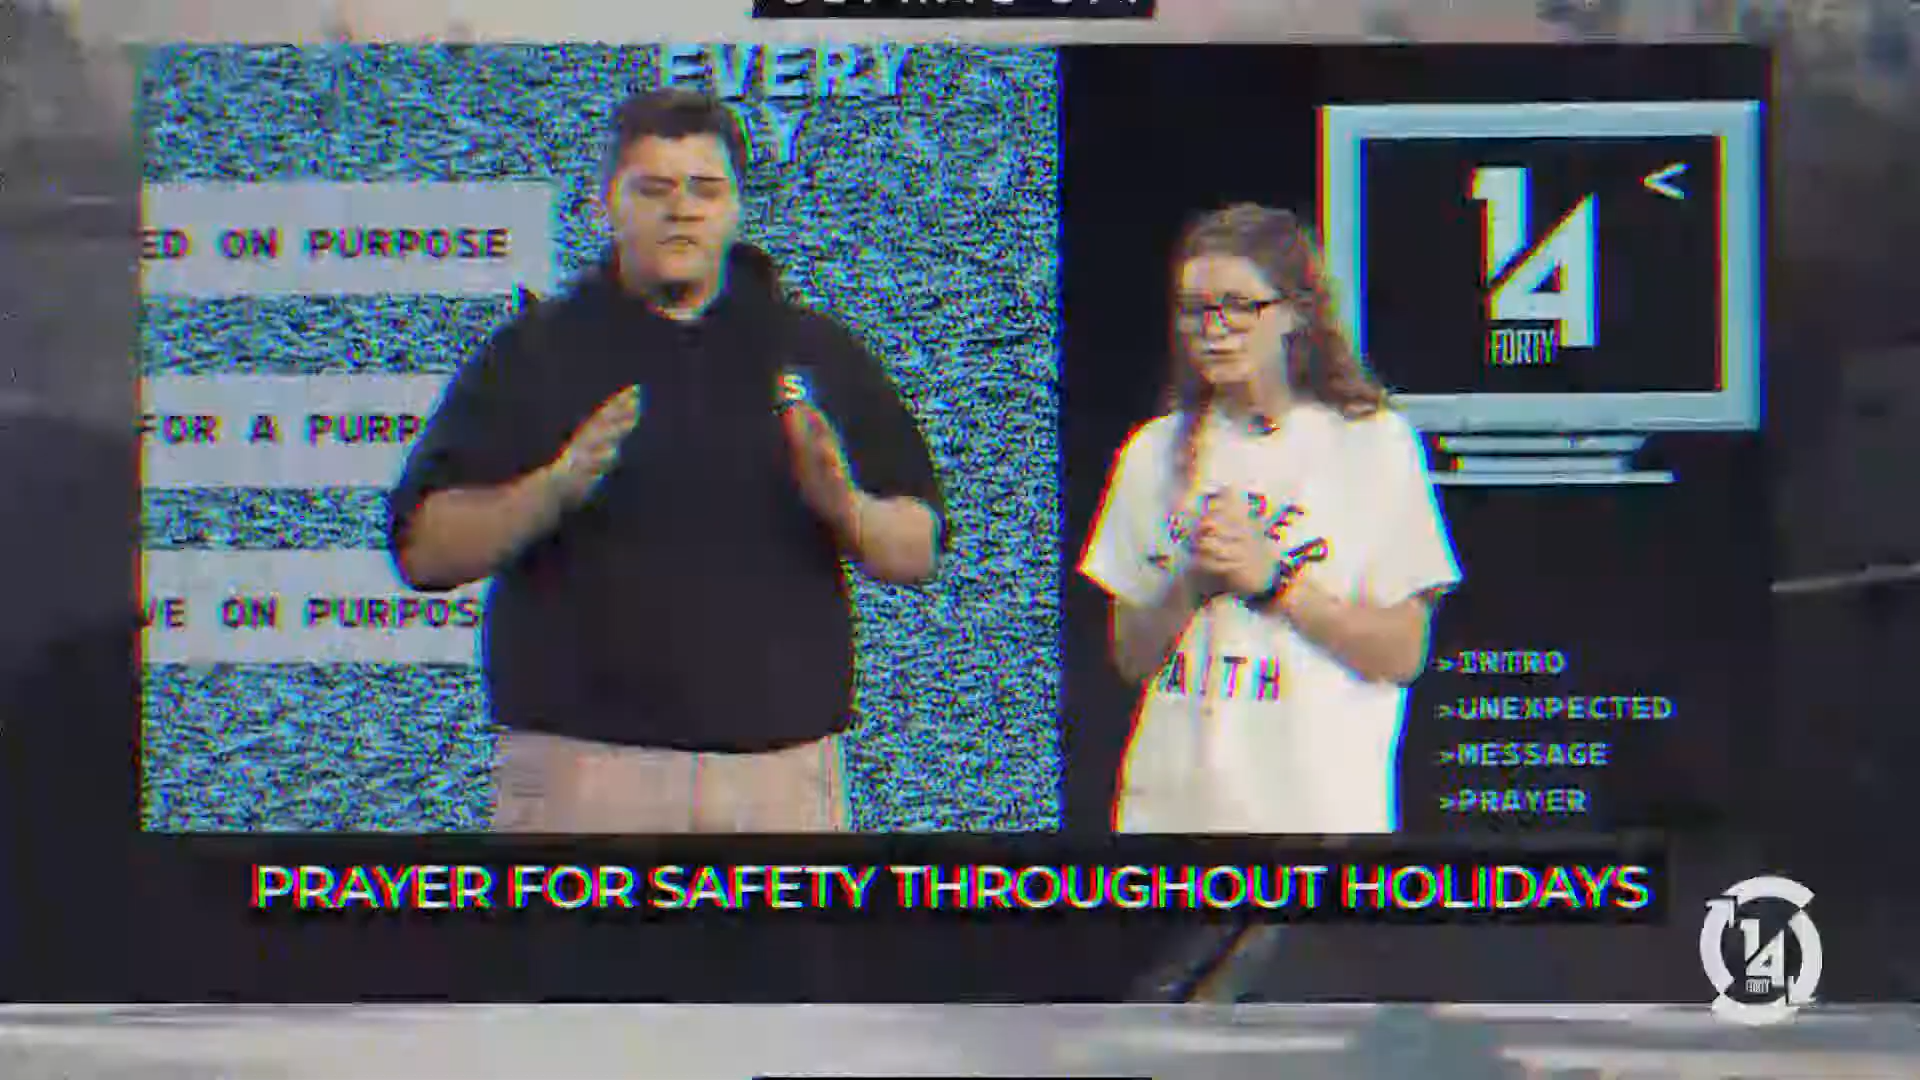 EVERY
ED ON PURPOSE
FOR A PURP
VE ON PURPOS
S
14
FORTY
<
AITH
>INTRO
>UNEXPECTED
>MESSAGE
>PRAYER
PRAYER FOR SAFETY THROUGHOUT HOLIDAYS
14
FORTY